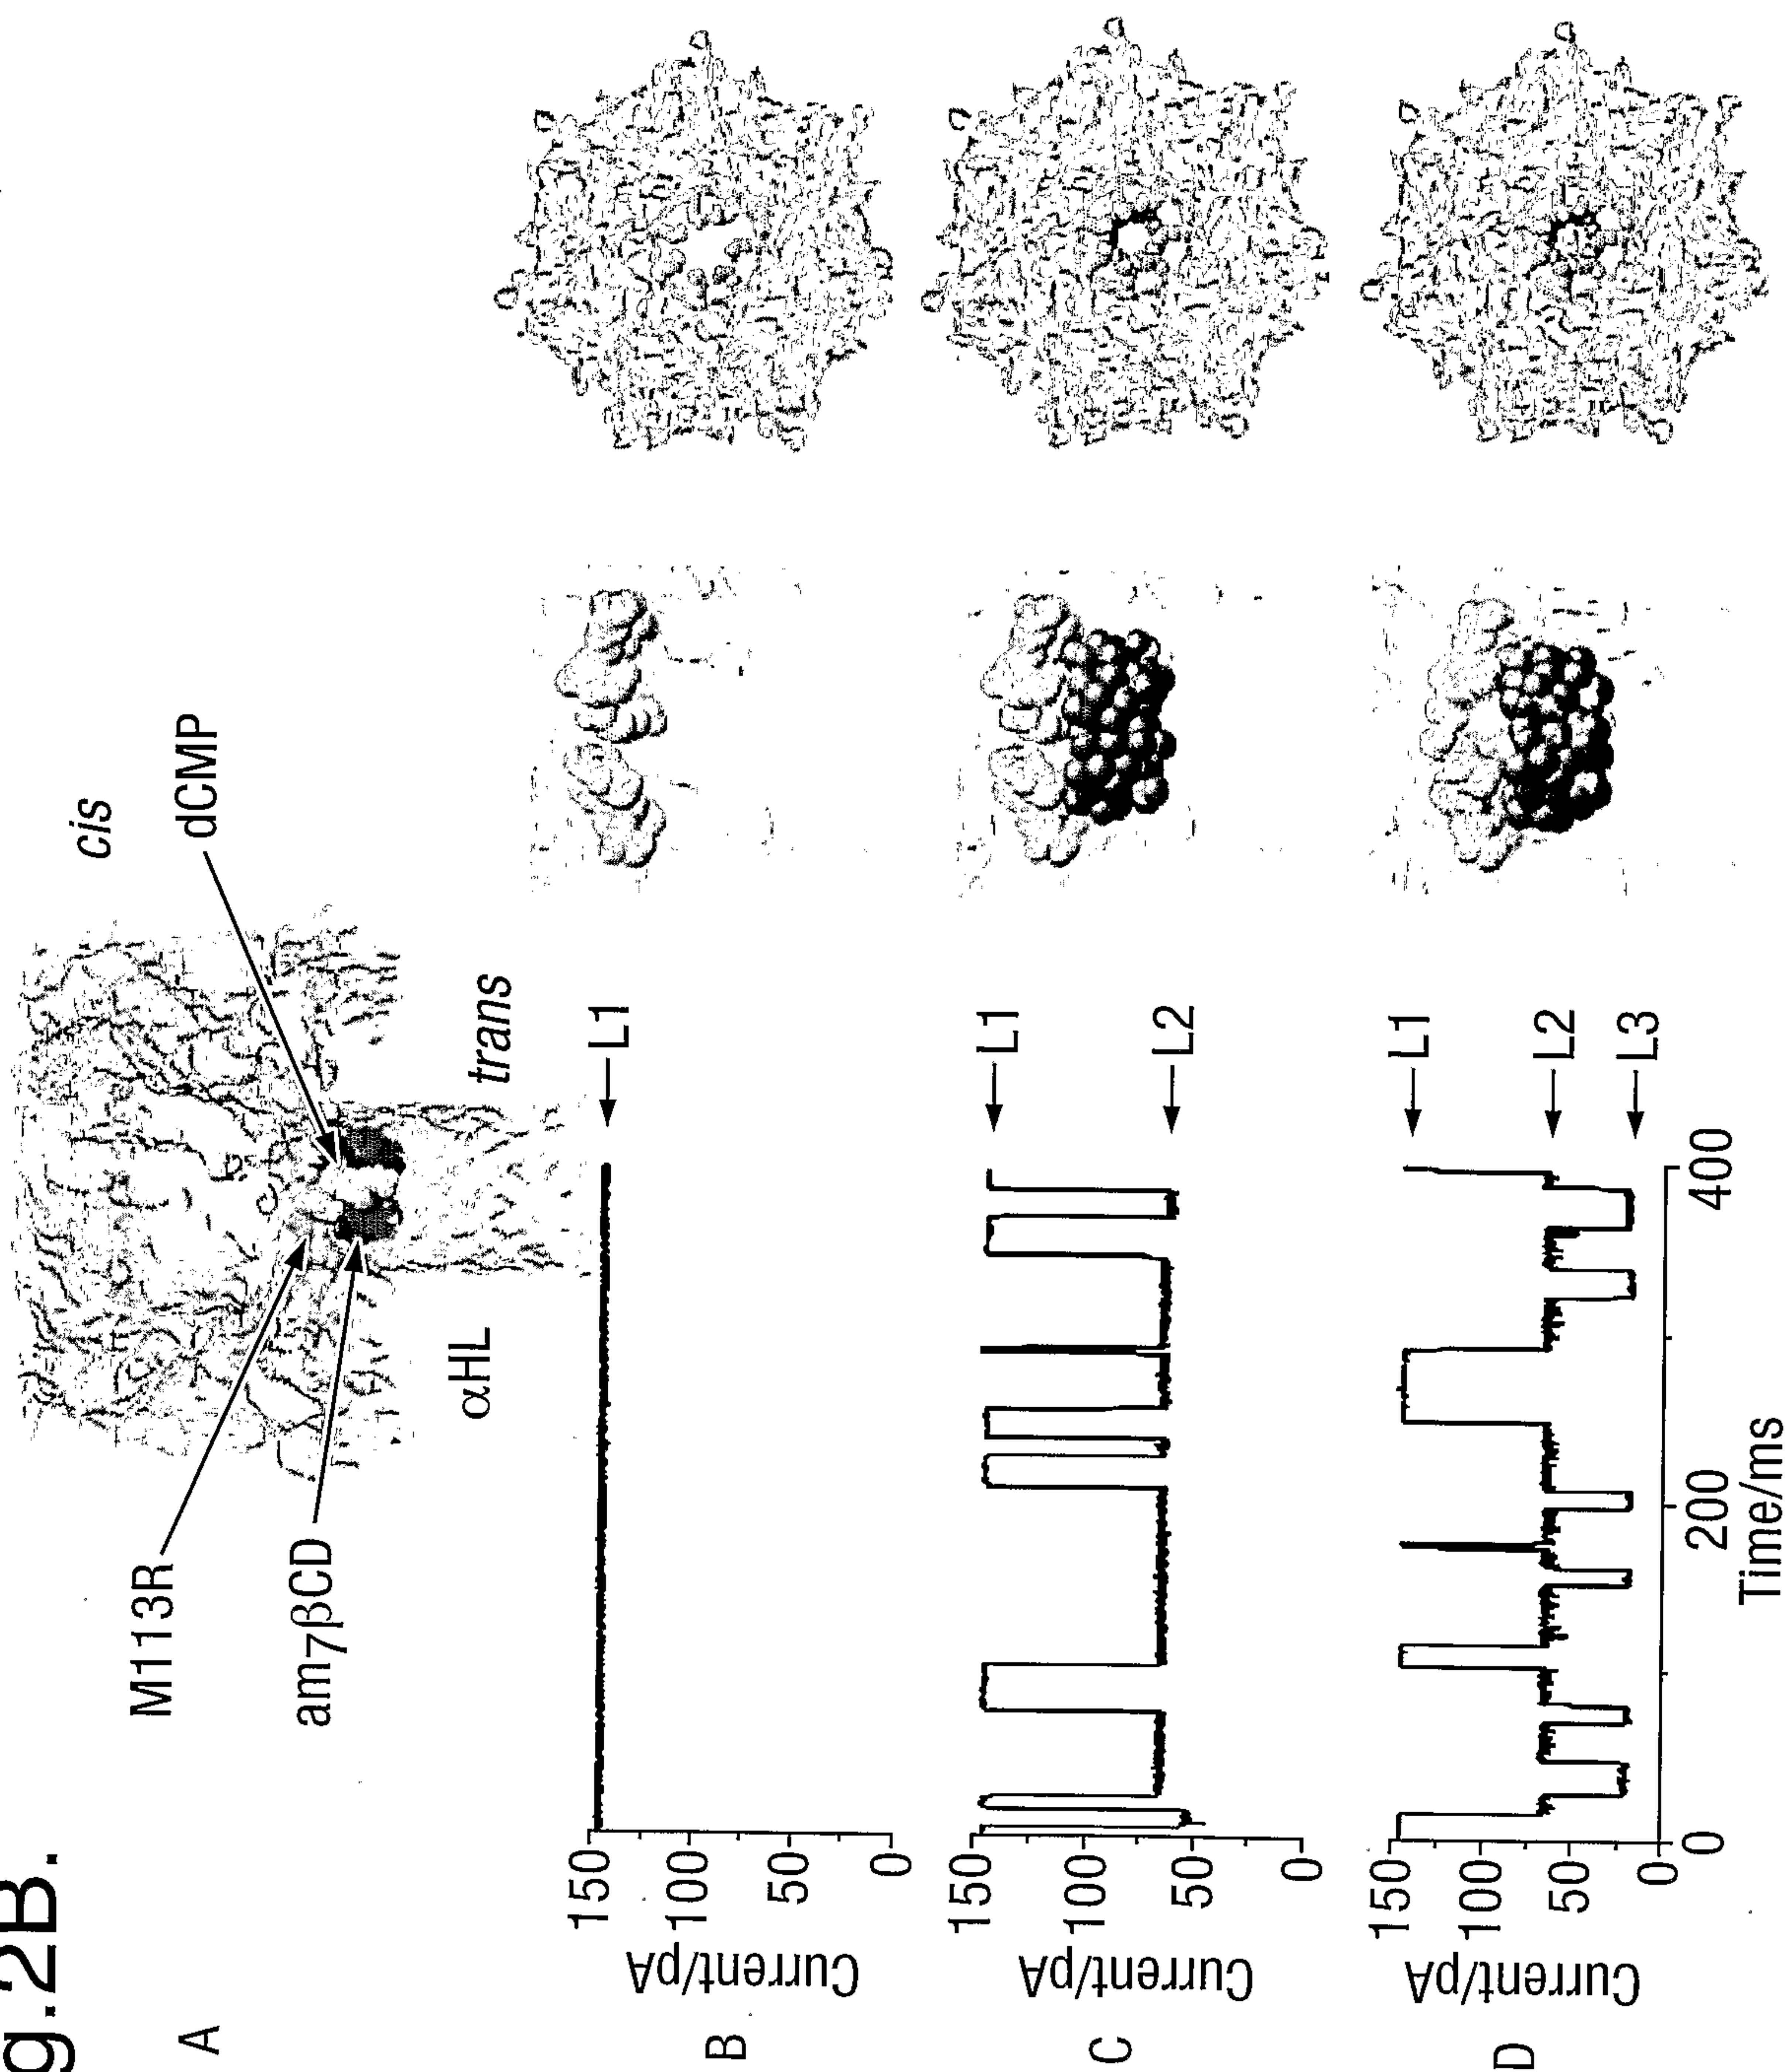 g.2B.
A
cis
dCMP
M113R
am7βCD
αHL
trans
B
Current/pA
150
100
50
0
L1
C
Current/pA
150
100
50
0
L1
L2
D
Current/pA
150
100
50
0
L1
L2
L3
0
200
400
Time/ms